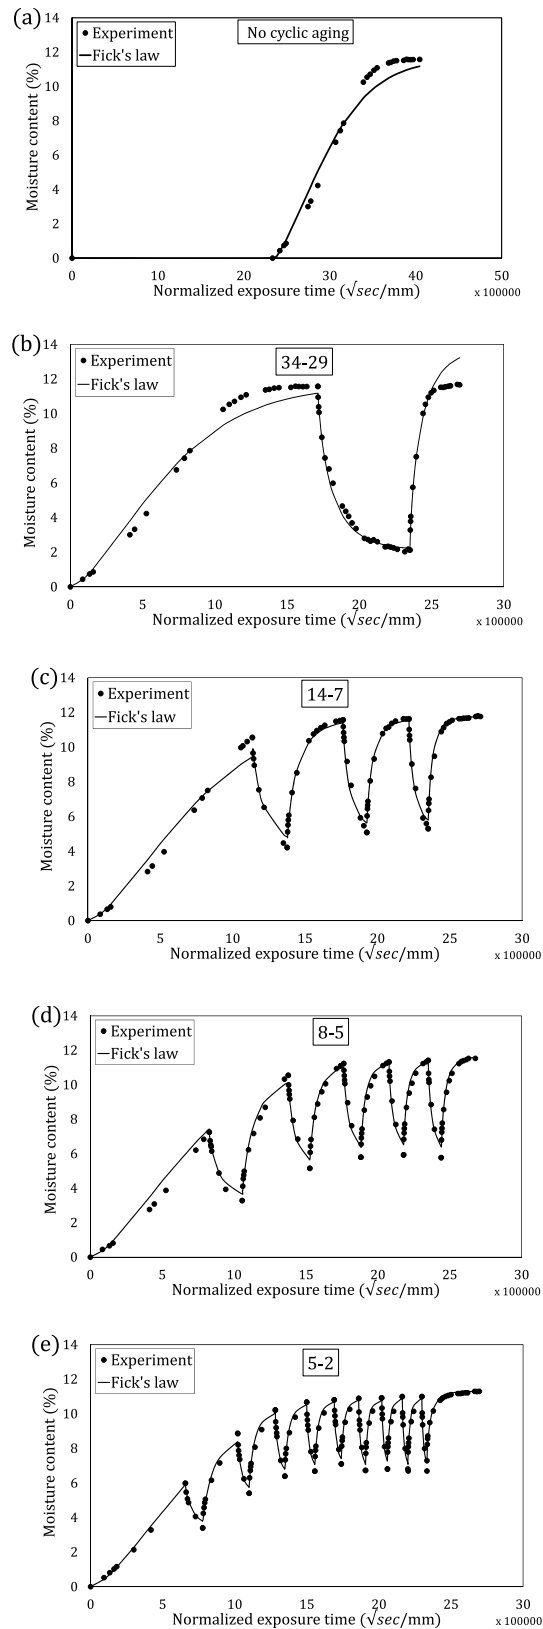 (a)
Experiment
Fick's law
No cyclic aging
14
12
10
8
6
4
2
0
Moisture content (%)
0 10 20 30 40 50
Normalized exposure time (√sec/mm)
x 100000
(b)
Experiment
Fick's law
34-29
14
12
10
8
6
4
2
0
Moisture content (%)
0 5 10 15 20 25 30
Normalized exposure time (√sec/mm)
x 100000
(c)
Experiment
Fick's law
14-7
14
12
10
8
6
4
2
0
Moisture content (%)
0 5 10 15 20 25 30
Normalized exposure time (√sec/mm)
x 100000
(d)
Experiment
Fick's law
8-5
14
12
10
8
6
4
2
0
Moisture content (%)
0 5 10 15 20 25 30
Normalized exposure time (√sec/mm)
x 100000
(e)
Experiment
Fick's law
5-2
14
12
10
8
6
4
2
0
Moisture content (%)
0 5 10 15 20 25 30
Normalized exposure time (√sec/mm)
x 100000